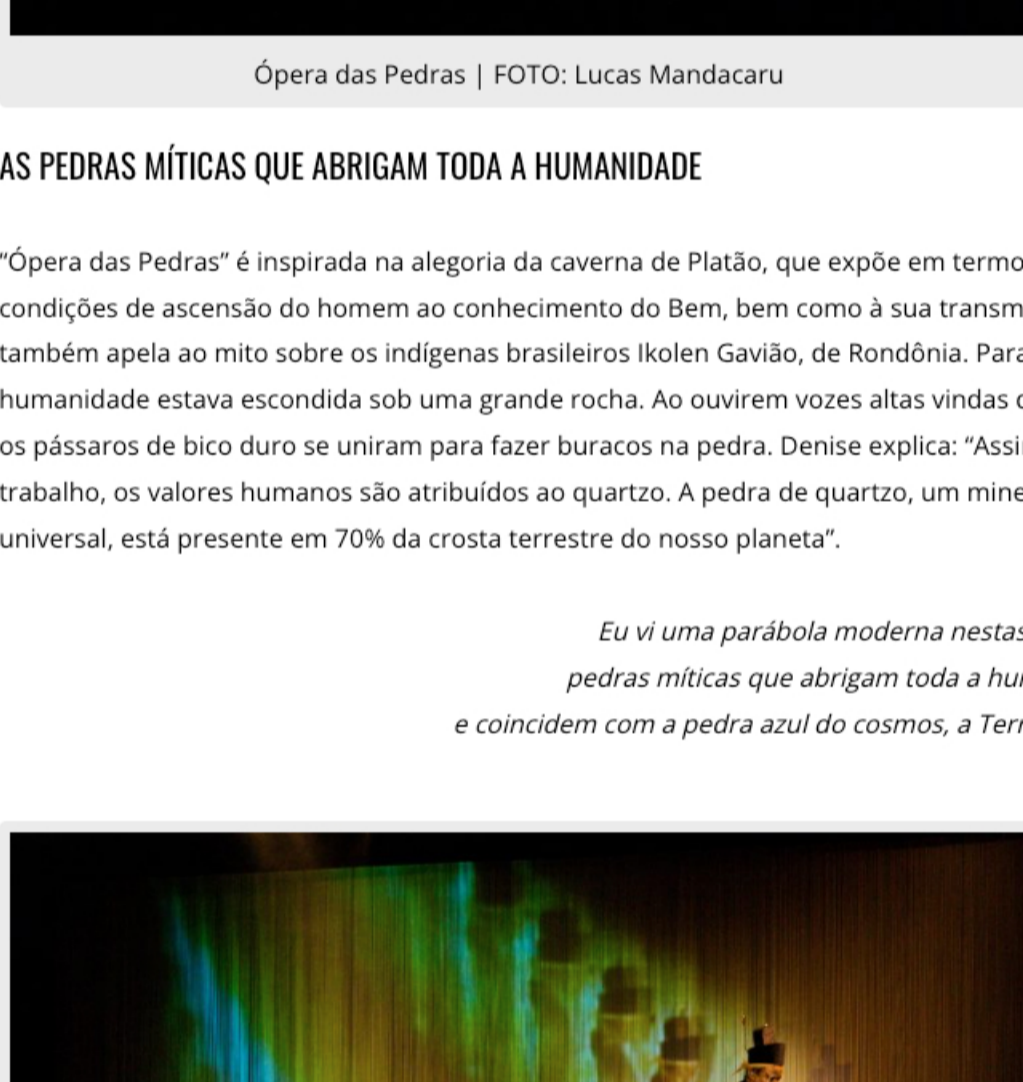 Ópera das Pedras | FOTO: Lucas Mandacaru
AS PEDRAS MÍTICAS QUE ABRIGAM TODA A HUMANIDADE
“Ópera das Pedras” é inspirada na alegoria da caverna de Platão, que expõe em termo
condições de ascensão do homem ao conhecimento do Bem, bem como à sua transm
também apela ao mito sobre os indígenas brasileiros Ikolen Gavião, de Rondônia. Para
humanidade estava escondida sob uma grande rocha. Ao ouvirem vozes altas vindas
os pássaros de bico duro se uniram para fazer buracos na pedra. Denise explica: “Assi
trabalho, os valores humanos são atribuídos ao quartzo. A pedra de quartzo, um mine
universal, está presente em 70% da crosta terrestre do nosso planeta”.
Eu vi uma parábola moderna nestas
pedras míticas que abrigam toda a hu
e coincidem com a pedra azul do cosmos, a Ter